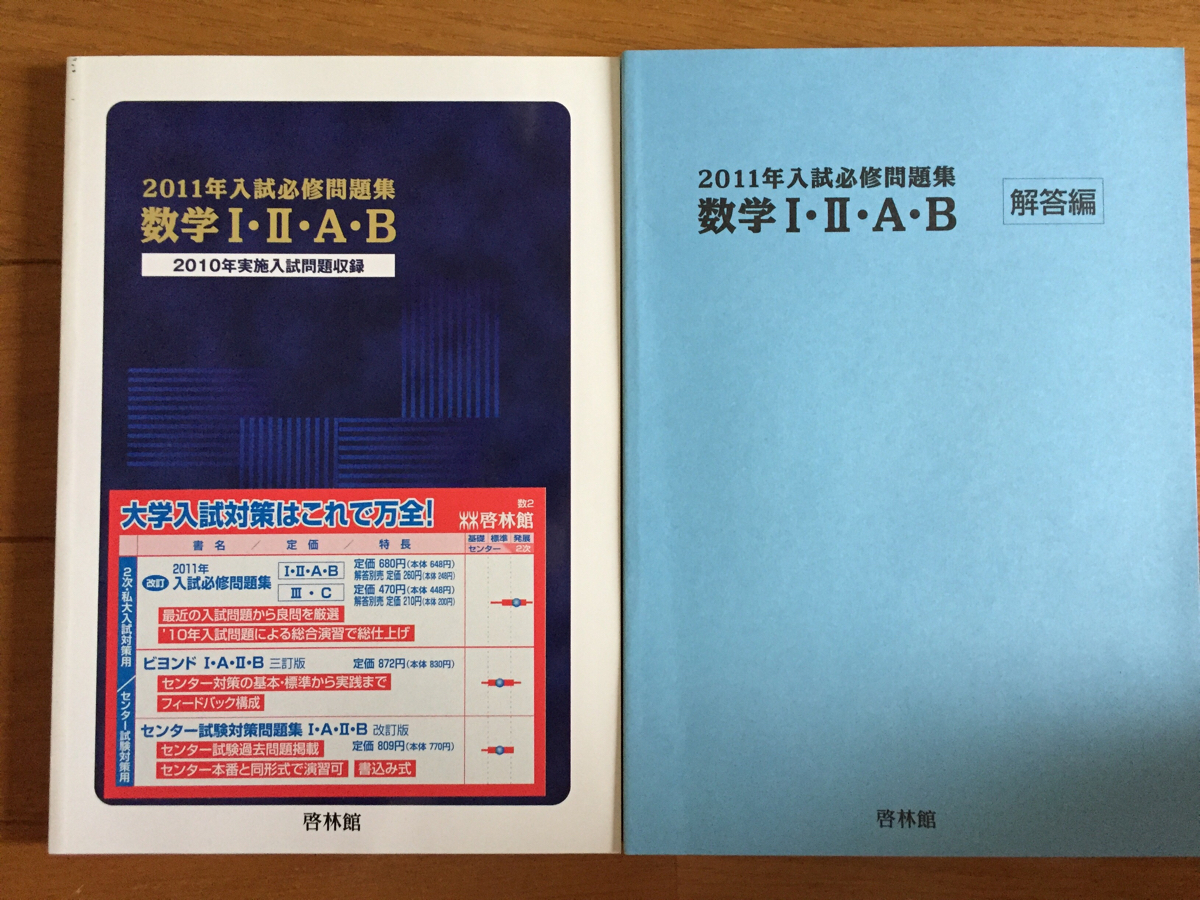 2011年入試必修問題集
数学 I・II・A・B
2010年実施入試問題収録
大学入試対策はこれで万全!
数2
啓林館
書名 / 定価 / 特長
基礎 標準 発展
センター 2次
2次・私大入試対策用/センター試験対策用
改訂 2011年 入試必修問題集
I・II・A・B
定価 680円(本体 648円)
解答別売 定価 260円(本体 248円)
III・C
定価 470円(本体 448円)
解答別売 定価 210円(本体 200円)
最近の入試問題から良問を厳選
'10年入試問題による総合演習で総仕上げ
ビヨンド I・A・II・B 三訂版 定価 872円(本体 830円)
センター対策の基本・標準から実践まで
フィードバック構成
センター試験対策問題集 I・A・II・B 改訂版
センター試験過去問題掲載 定価 809円(本体 770円)
センター本番と同形式で演習可 書込み式
啓林館
2011年入試必修問題集
数学 I・II・A・B
解答編
啓林館